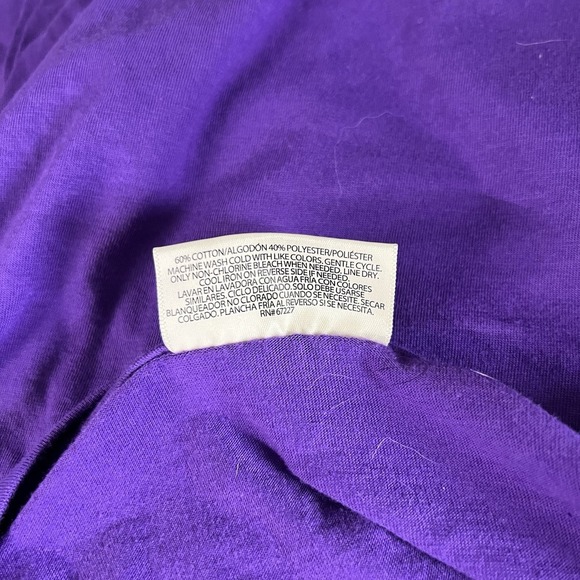 60% COTTON/ALGODÓN 40% POLYESTER/POLIÉSTER
MACHINE WASH COLD WITH LIKE COLORS. GENTLE CYCLE.
ONLY NON-CHLORINE BLEACH WHEN NEEDED. LINE DRY.
COOL IRON ON REVERSE SIDE IF NEEDED.
LAVAR EN LAVADORA CON AGUA FRÍA CON COLORES
SIMILARES. CICLO DELICADO. SOLO DEBE USARSE
BLANQUEADOR NO CLORADO CUANDO SE NECESITE. SECAR
COLGADO. PLANCHA FRÍA AL REVERSO SI SE NECESITA.
RN# 67227